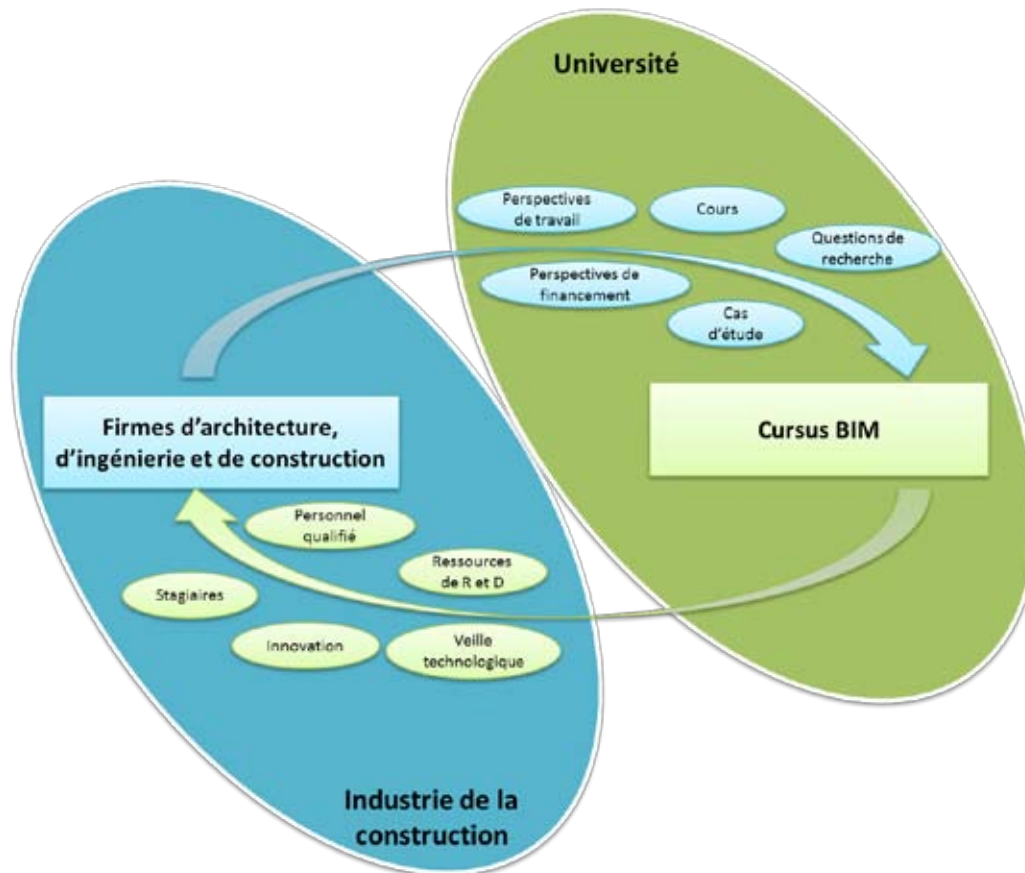 Université
Perspectives
de travail
Cours
Questions de
recherche
Perspectives de
financement
Cas
d'étude
Firmes d'architecture,
d'ingénierie et de construction
Cursus BIM
Personnel
qualifié
Ressources
de R et D
Stagiaires
Innovation
Veille
technologique
Industrie de la
construction